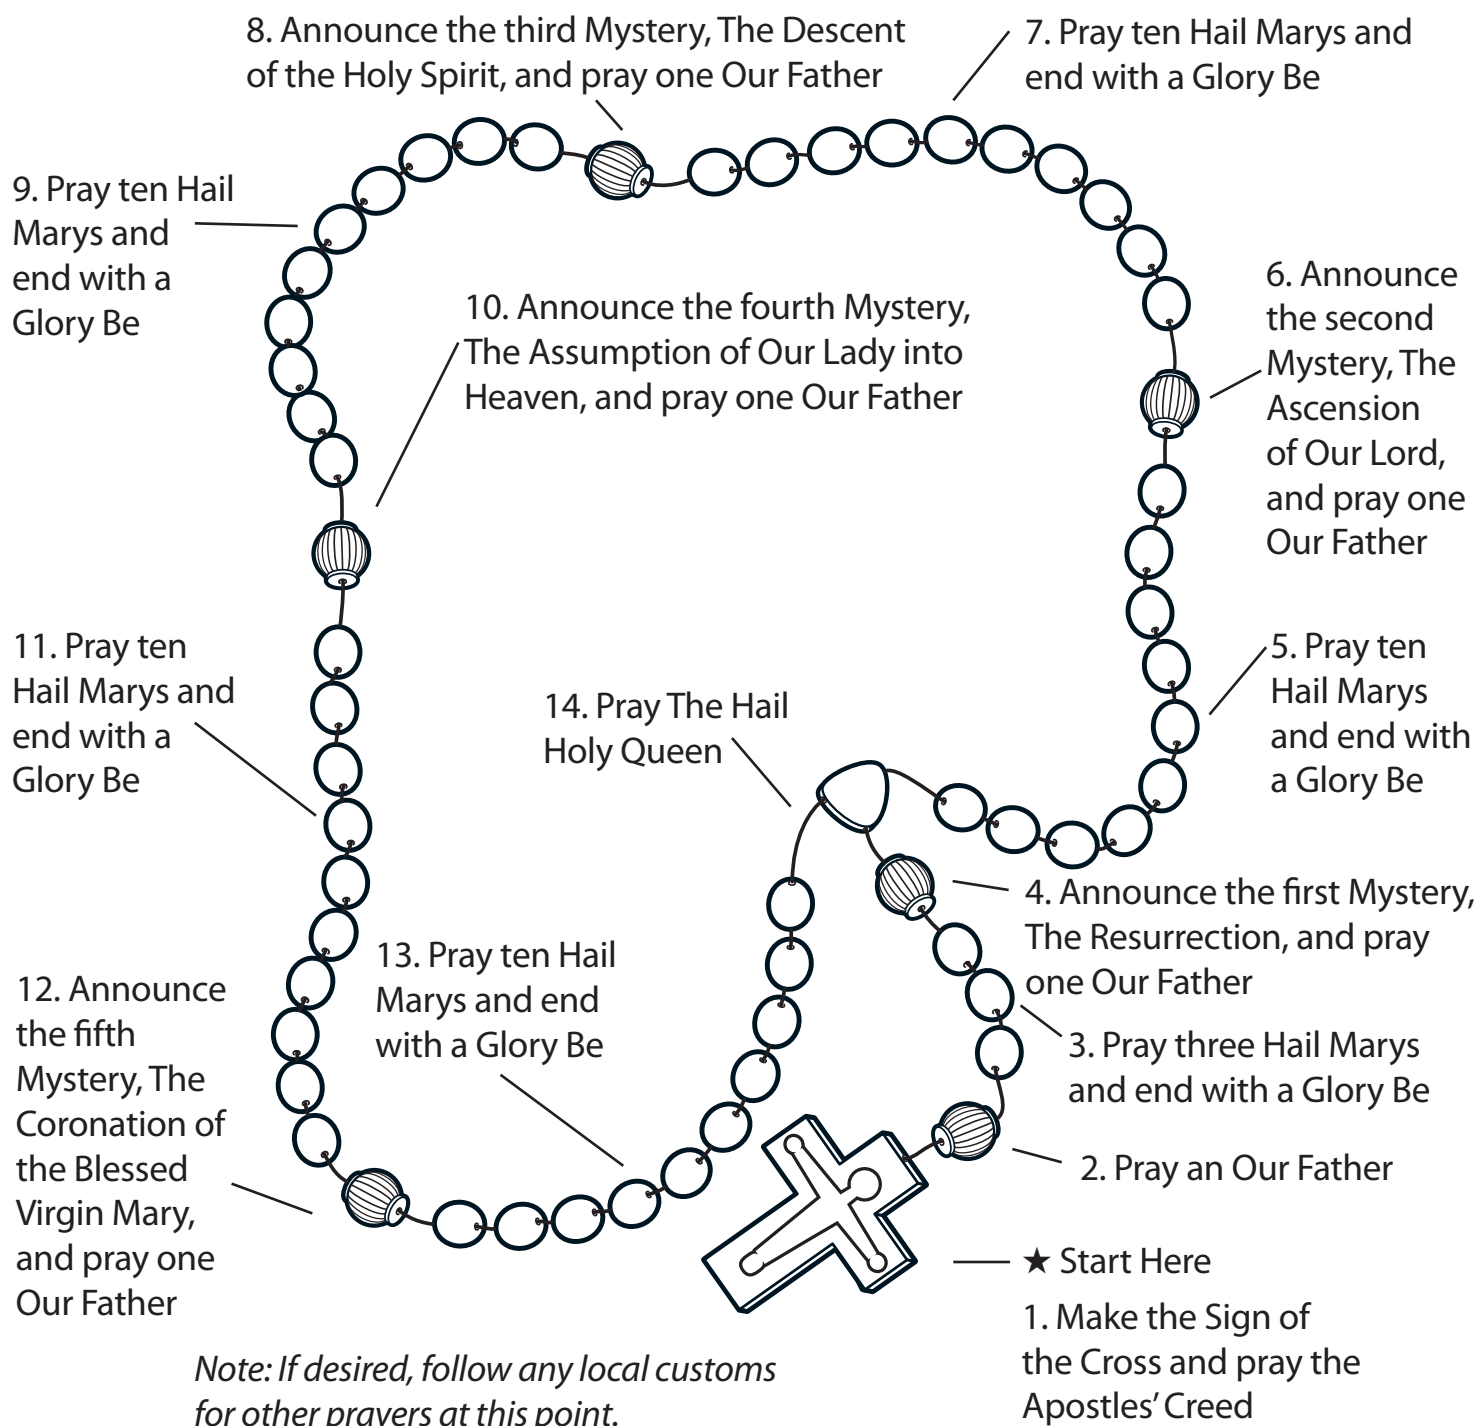 8. Announce the third Mystery, The Descent
of the Holy Spirit, and pray one Our Father
7. Pray ten Hail Marys and
end with a Glory Be
9. Pray ten Hail
Marys and
end with a
Glory Be
10. Announce the fourth Mystery,
The Assumption of Our Lady into
Heaven, and pray one Our Father
6. Announce
the second
Mystery, The
Ascension
of Our Lord,
and pray one
Our Father
11. Pray ten
Hail Marys and
end with a
Glory Be
14. Pray The Hail
Holy Queen
5. Pray ten
Hail Marys
and end with
a Glory Be
4. Announce the first Mystery,
The Resurrection, and pray
one Our Father
13. Pray ten Hail
Marys and end
with a Glory Be
12. Announce
the fifth
Mystery, The
Coronation of
the Blessed
Virgin Mary,
and pray one
Our Father
3. Pray three Hail Marys
and end with a Glory Be
2. Pray an Our Father
★ Start Here
1. Make the Sign of
the Cross and pray the
Apostles’ Creed
Note: If desired, follow any local customs
for other prayers at this point.